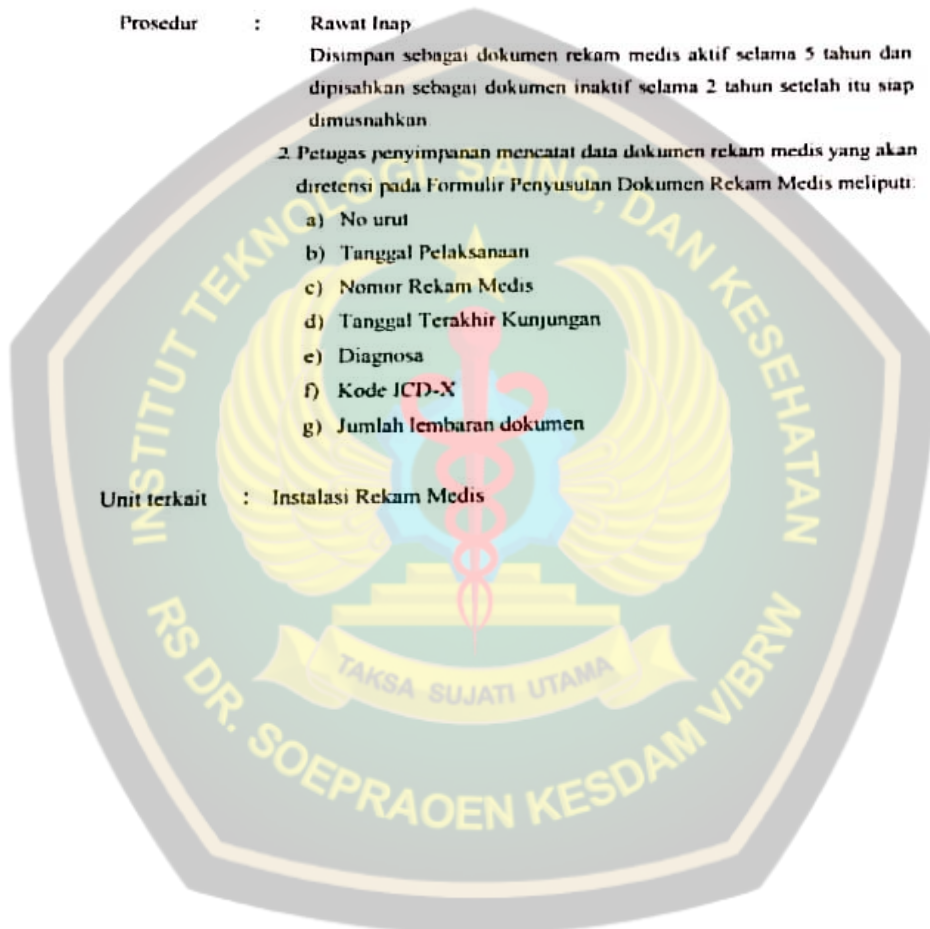 Prosedur : Rawat Inap
Disimpan sebagai dokumen rekam medis aktif selama 5 tahun dan
dipisahkan sebagai dokumen inaktif selama 2 tahun setelah itu siap
dimusnahkan
2. Petugas penyimpanan mencatat data dokumen rekam medis yang akan
diretensi pada Formulir Penyusutan Dokumen Rekam Medis meliputi:
a) No urut
b) Tanggal Pelaksanaan
c) Nomor Rekam Medis
d) Tanggal Terakhir Kunjungan
e) Diagnosa
f) Kode ICD-X
g) Jumlah lembaran dokumen
Unit terkait : Instalasi Rekam Medis
INSTITUT TEKNOLOGI, SAINS, DAN KESEHATAN
TAKSA SUJATI UTAMA
RS DR. SOEPRAOEN KESDAM V/BRW